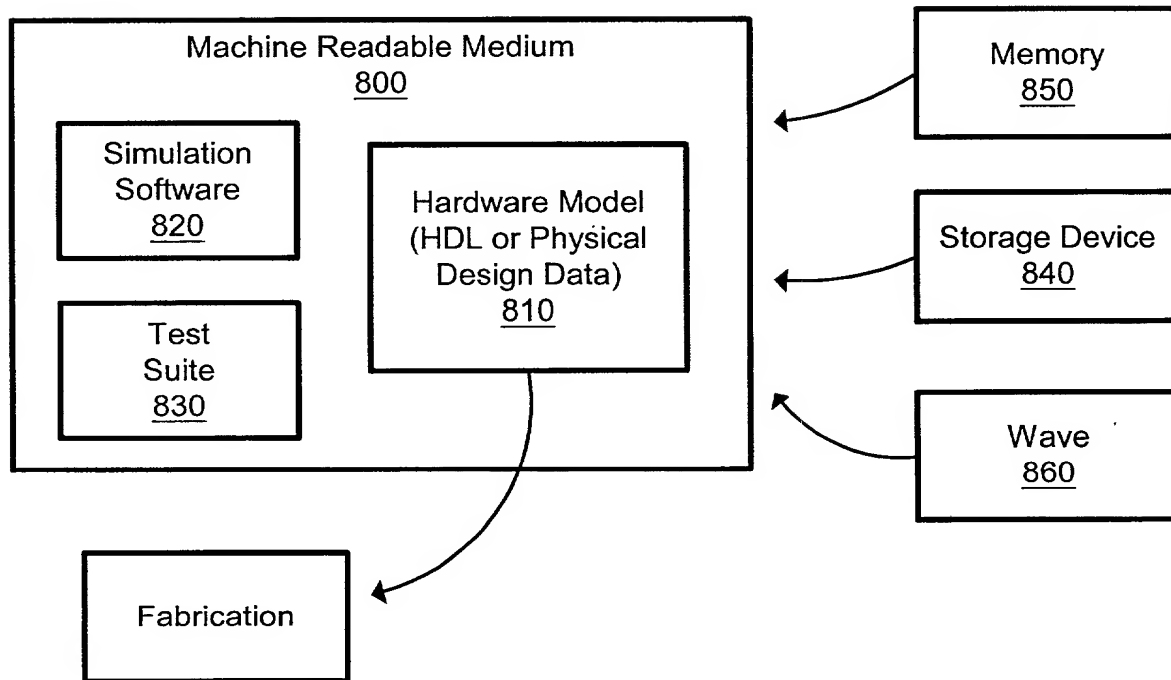 Machine Readable Medium
800
Simulation
Software
820
Hardware Model
(HDL or Physical
Design Data)
810
Test
Suite
830
Memory
850
Storage Device
840
Wave
860
Fabrication